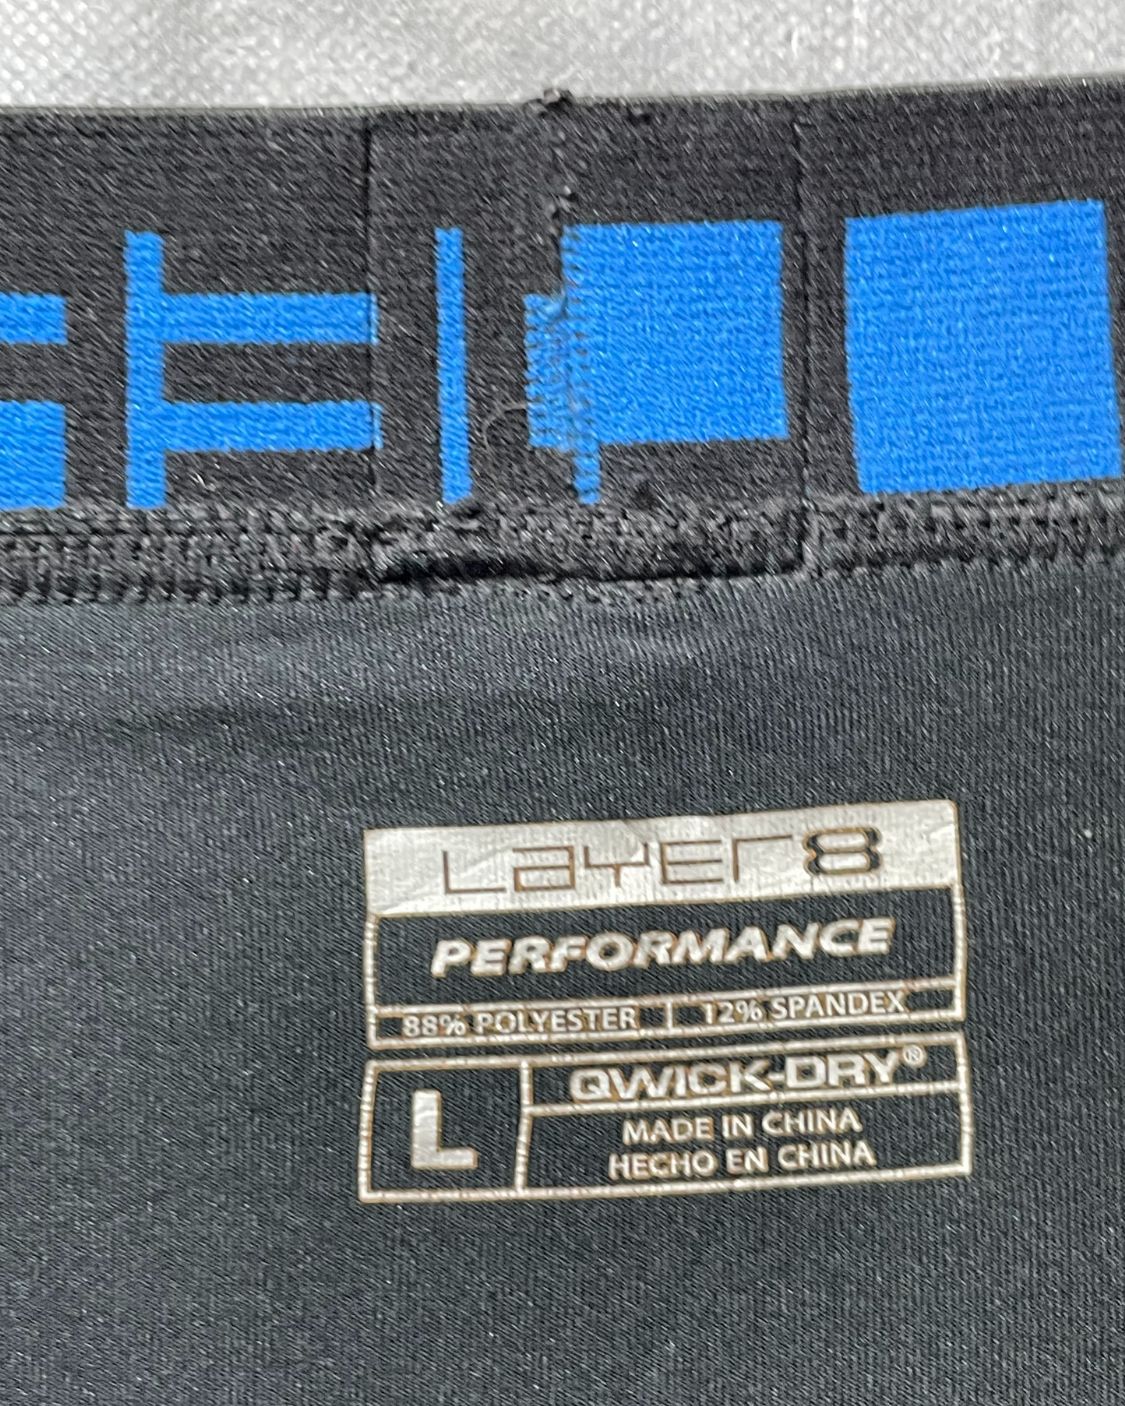 Layer8
PERFORMANCE
88% POLYESTER 12% SPANDEX
L
QWICK-DRY®
MADE IN CHINA
HECHO EN CHINA